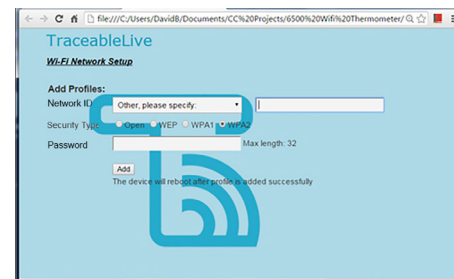 file:///C:/Users/DavidB/Documents/CC%20Projects/6500%20Wifi%20Thermometer/
TraceableLive
Wi-Fi Network Setup
Add Profiles:
Network ID
Other, please specify:
Security Type
Open WEP WPA1 WPA2
Password
Max length: 32
Add
The device will reboot after profile is added successfully